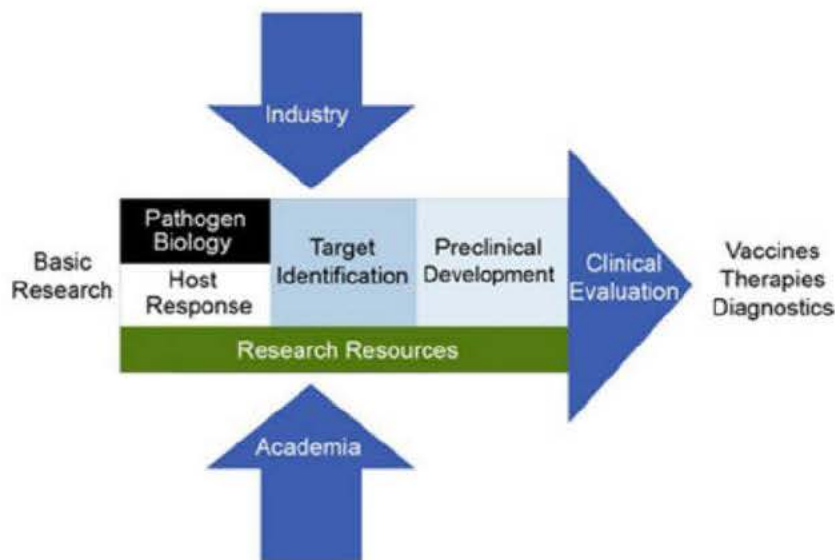 Industry
Basic
Research
Pathogen
Biology
Host
Response
Target
Identification
Preclinical
Development
Clinical
Evaluation
Vaccines
Therapies
Diagnostics
Research Resources
Academia